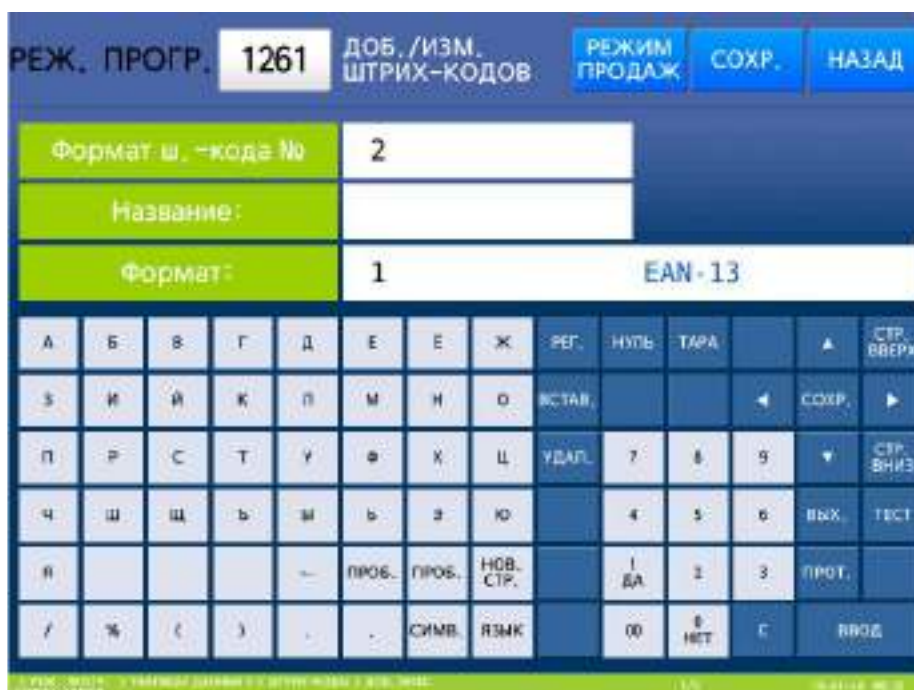 РЕЖ. ПРОГР. 1261 ДОБ./ИЗМ. ШТРИХ-КОДОВ РЕЖИМ ПРОДАЖ СОХР. НАЗАД
Формат ш.-кода № 2
Название:
Формат: 1 EAN-13
А Б В Г Д Е Ё Ж РЕГ. НУЛЬ ТАРА ▲ СТР. ВВЕРХ
З И Й К Л М Н О ВСТАВ. ◄ СОХР. ►
П Р С Т У Ф Х Ц УДАЛ. 7 8 9 ▼ СТР. ВНИЗ
Ч Ш Щ Ъ Ы Ь Э Ю 4 5 6 ВЫХ. ТЕСТ
Я ПРОБ. ПРОБ. НОВ. СТР. 1 ДА 2 3 ПРОТ.
/ % ( ) СИМВ. ЯЗЫК 00 0 НЕТ С ВВОД